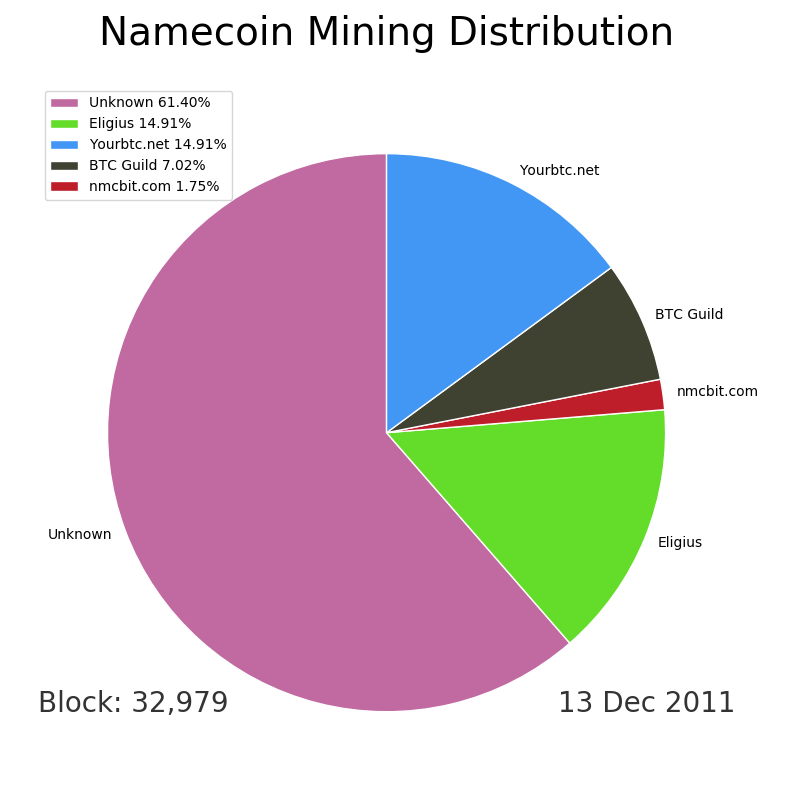 Namecoin Mining Distribution
Unknown 61.40%
Eligius 14.91%
Yourbtc.net 14.91%
BTC Guild 7.02%
nmcbit.com 1.75%
Yourbtc.net
BTC Guild
nmcbit.com
Unknown
Eligius
Block: 32,979
13 Dec 2011